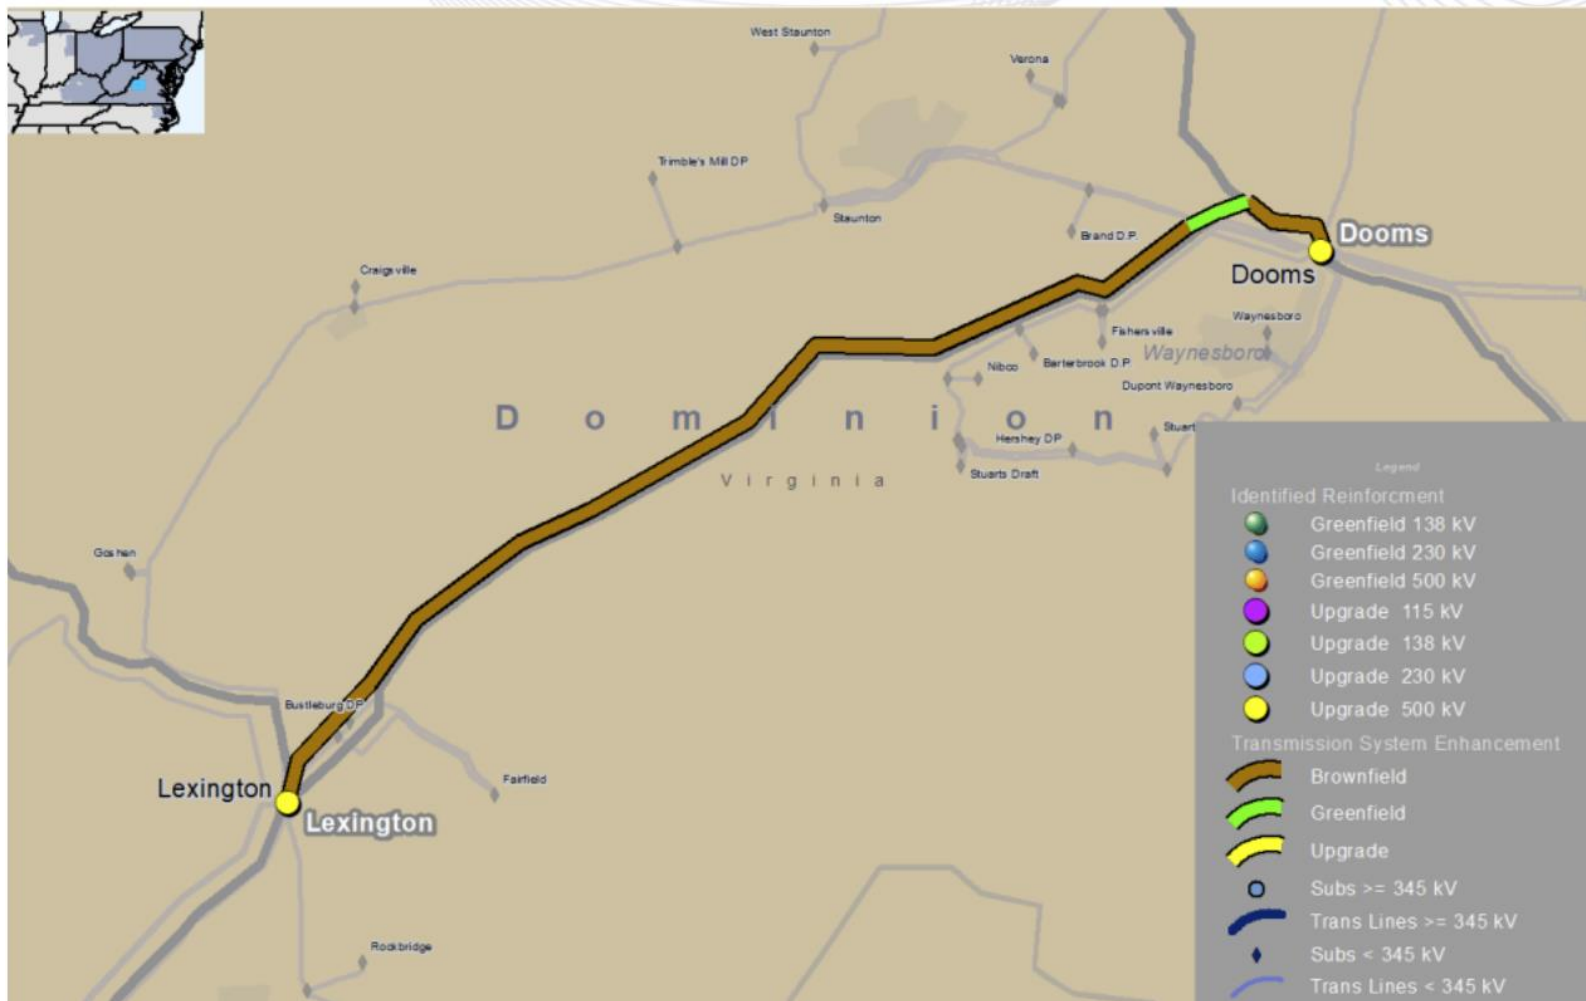 West Staunton
Verona
Trimble's Mill DP
Staunton
Brand D.P.
Dooms
Dooms
Craigsville
Waynesboro
Fishersville
Waynesboro
Barterbrook D.P.
Nibco
Dupont Waynesboro
Dominion
Stuart
Hershey DP
Stuarts Draft
Virginia
Goshen
Bustleburg DP
Fairfield
Lexington
Lexington
Rockbridge
Legend
Identified Reinforcment
Greenfield 138 kV
Greenfield 230 kV
Greenfield 500 kV
Upgrade 115 kV
Upgrade 138 kV
Upgrade 230 kV
Upgrade 500 kV
Transmission System Enhancement
Brownfield
Greenfield
Upgrade
Subs >= 345 kV
Trans Lines >= 345 kV
Subs < 345 kV
Trans Lines < 345 kV